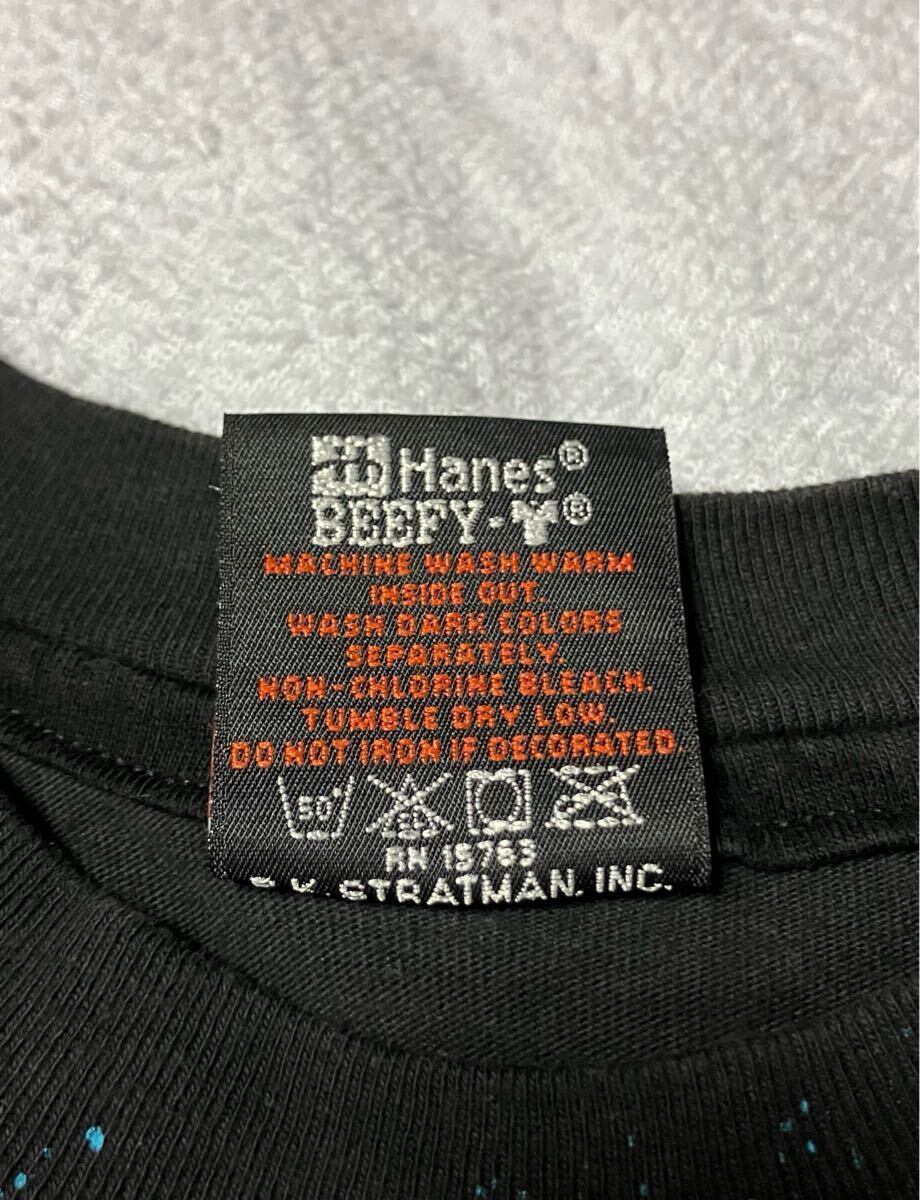 Hanes®
BEEFY-T®
MACHINE WASH WARM
INSIDE OUT.
WASH DARK COLORS
SEPARATELY.
NON-CHLORINE BLEACH.
TUMBLE DRY LOW.
DO NOT IRON IF DECORATED.
50°
RN 15763
K. STRATMAN, INC.